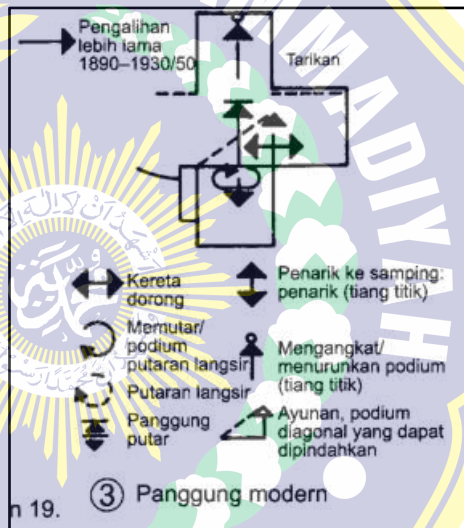 Pengalihan
lebih lama
1890–1930/50
Tarikan
Kereta
dorong
Memutar/
podium
putaran langsir
Putaran langsir
Panggung
putar
Penarik ke samping:
penarik (tiang titik)
Mengangkat/
menurunkan podium
(tiang titik)
Ayunan, podium
diagonal yang dapat
dipindahkan
3 Panggung modern
n 19.
AMADIYAH